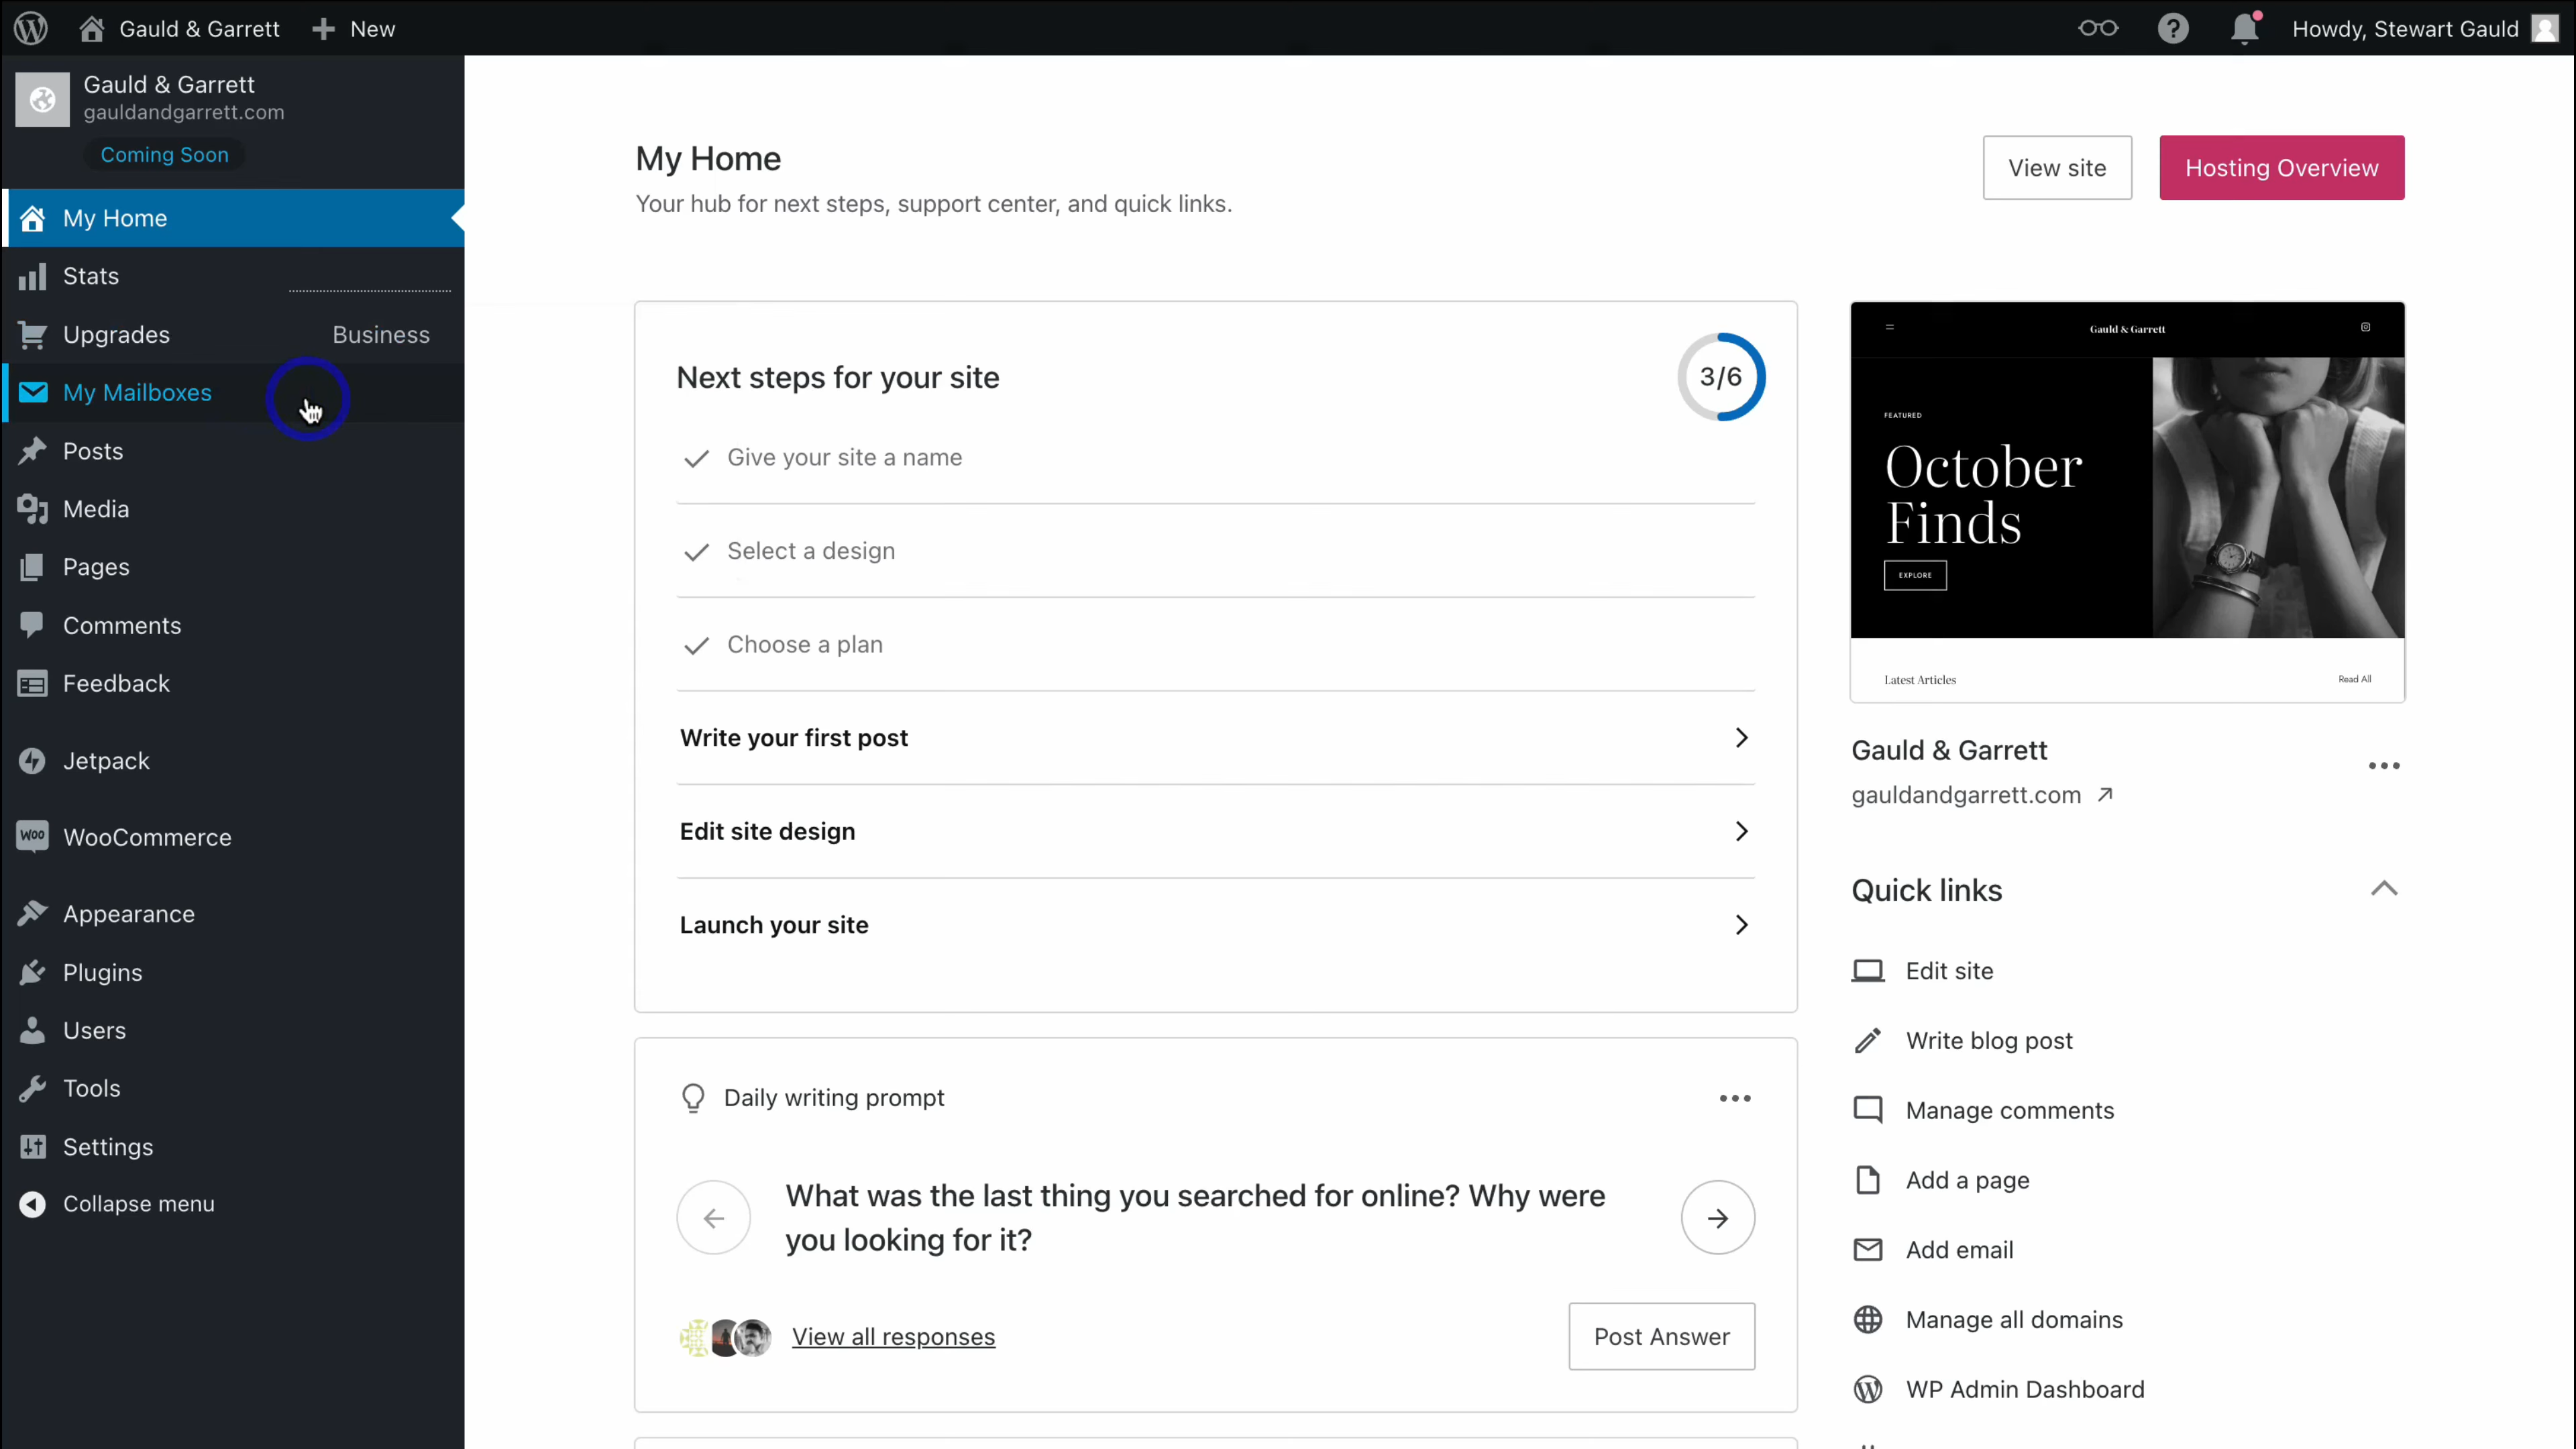 Gauld & Garrett
New
Howdy, Stewart Gauld
Gauld & Garrett
gauldandgarrett.com
Coming Soon
My Home
Stats
Upgrades
Business
My Mailboxes
Posts
Media
Pages
Comments
Feedback
Jetpack
WOO
WooCommerce
Appearance
Plugins
Users
Tools
Settings
Collapse menu
My Home
Your hub for next steps, support center, and quick links.
View site
Hosting Overview
Next steps for your site
3/6
Give your site a name
Select a design
Choose a plan
Write your first post
Edit site design
Launch your site
Daily writing prompt
What was the last thing you searched for online? Why were
you looking for it?
View all responses
Post Answer
Gauld & Garrett
FEATURED
October
Finds
EXPLORE
Latest Articles
Read All
Gauld & Garrett
gauldandgarrett.com
Quick links
Edit site
Write blog post
Manage comments
Add a page
Add email
Manage all domains
WP Admin Dashboard